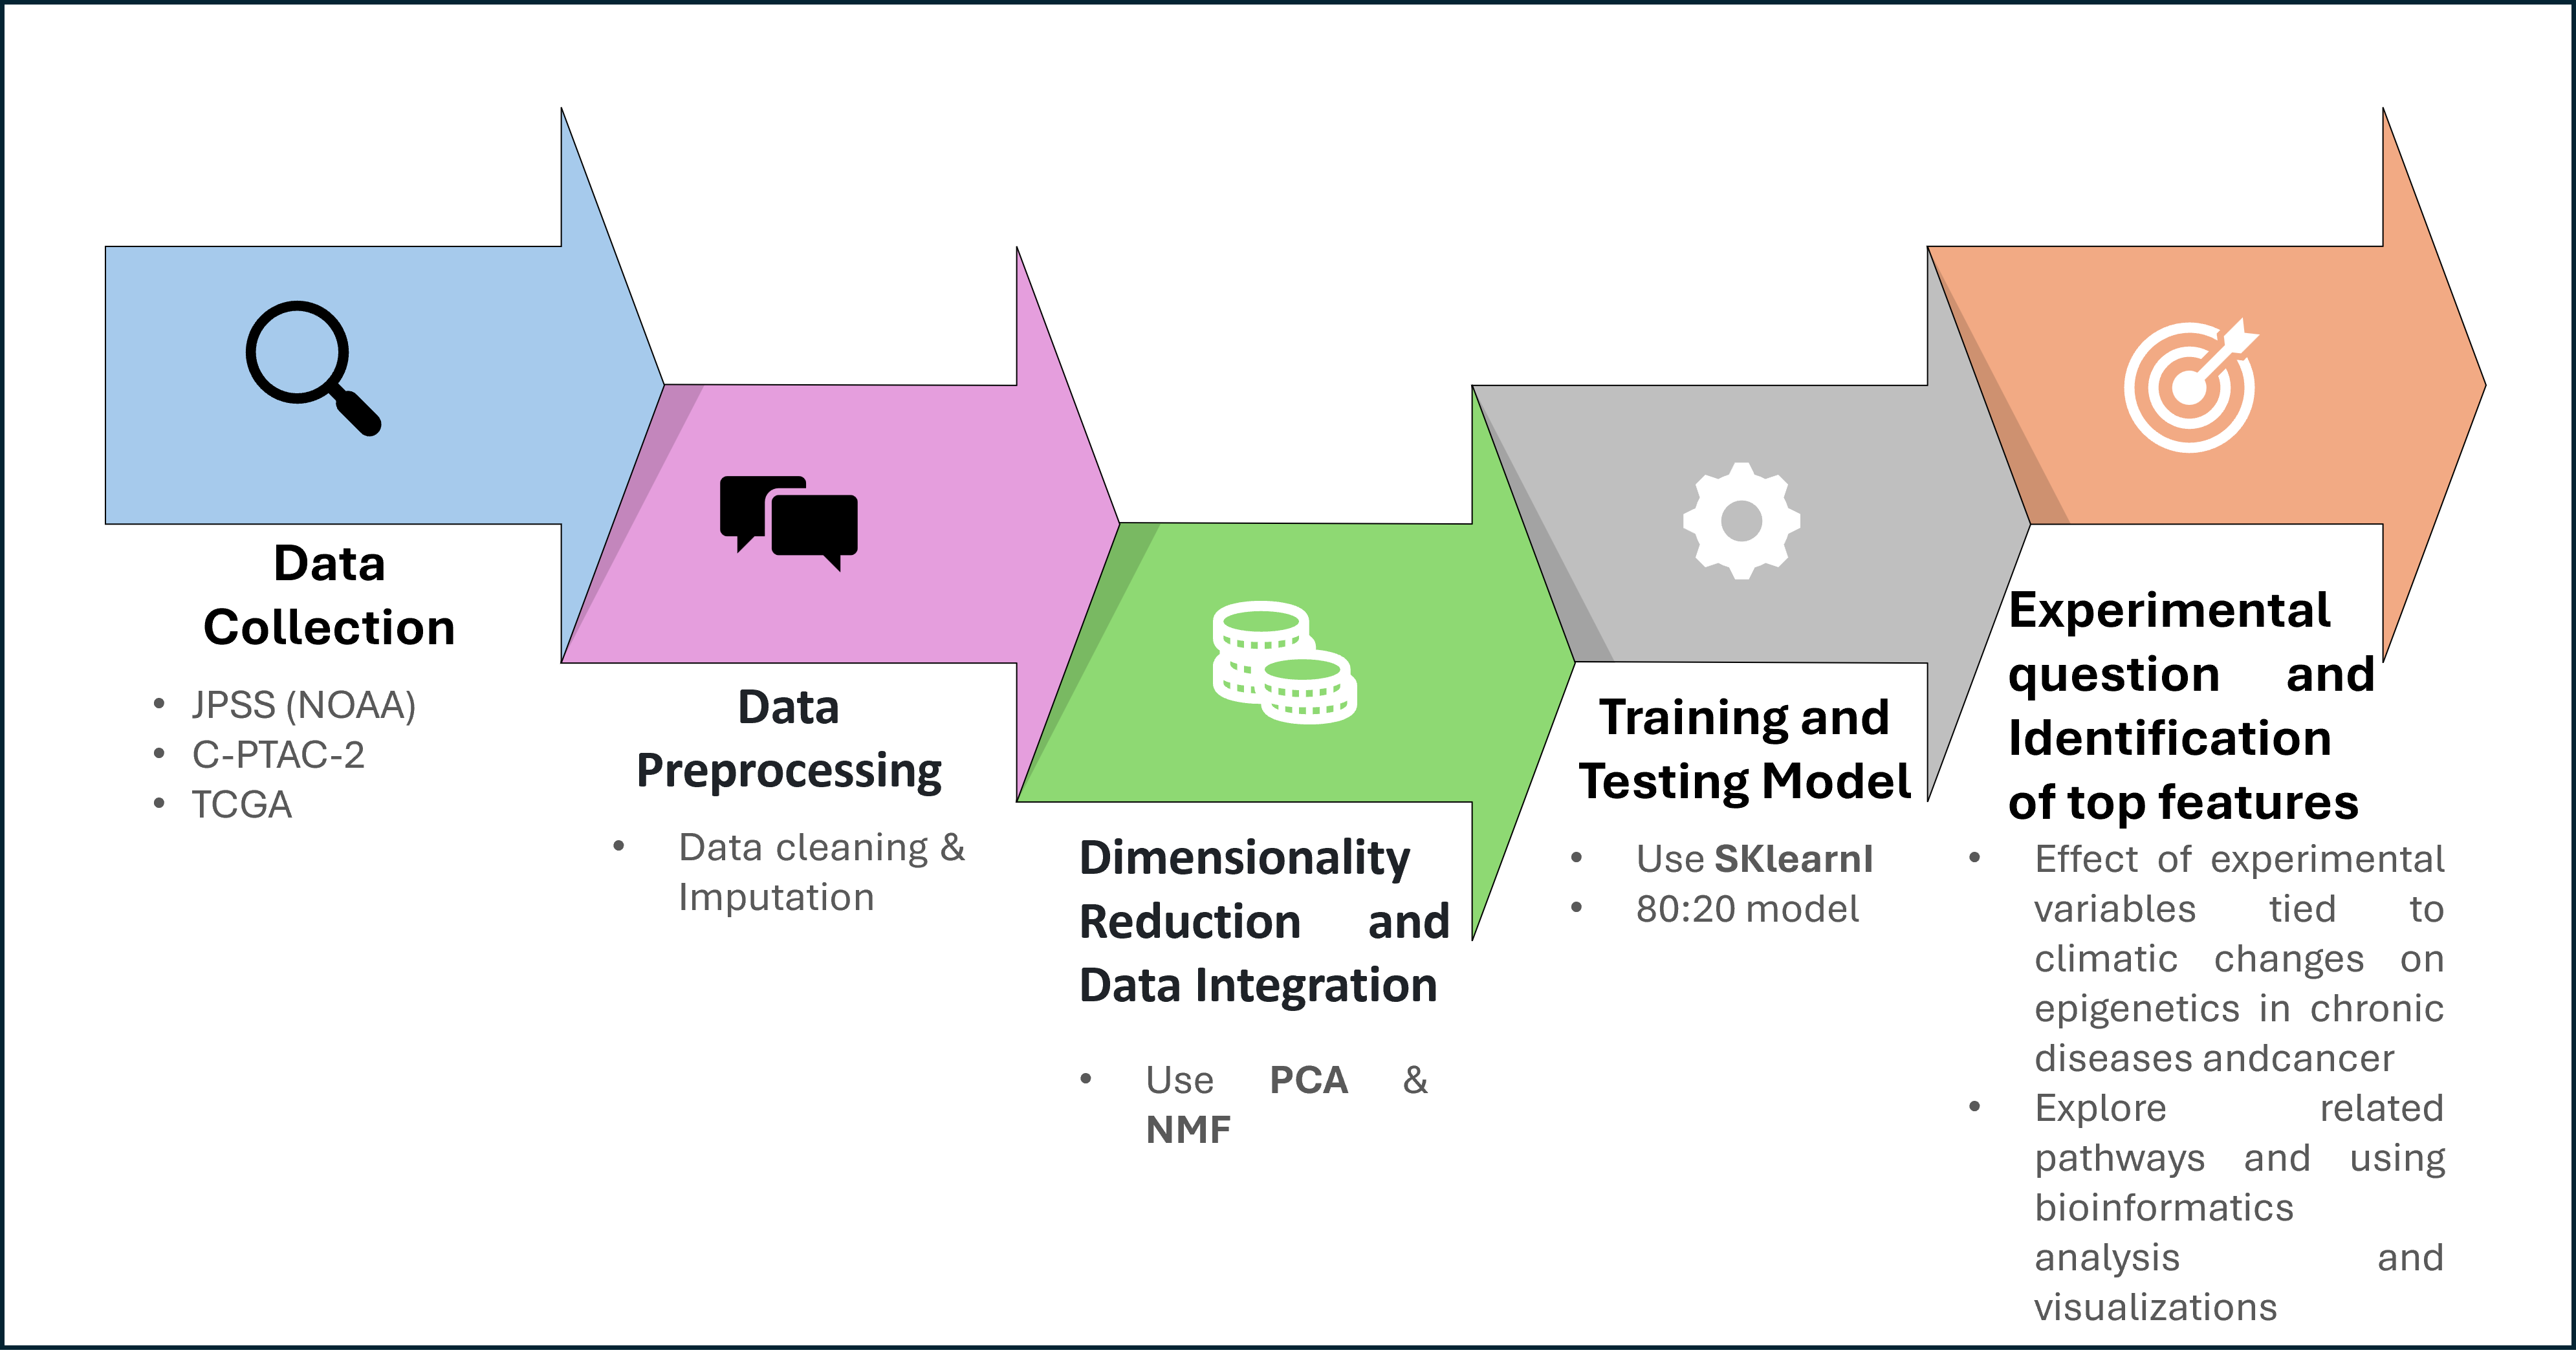 Data
Collection
• JPSS (NOAA)
• C-PTAC-2
• TCGA
Data
Preprocessing
• Data cleaning &
Imputation
Dimensionality
Reduction and
Data Integration
• Use PCA &
NMF
Training and
Testing Model
• Use SKlearnI
• 80:20 model
Experimental
question and
Identification
of top features
• Effect of experimental
variables tied to
climatic changes on
epigenetics in chronic
diseases andcancer
• Explore related
pathways and using
bioinformatics
analysis and
visualizations